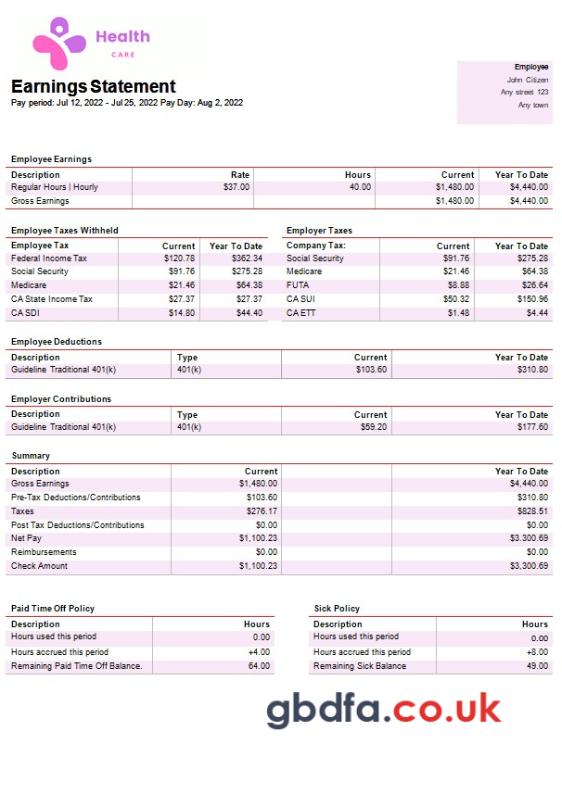 Health
CARE
Earnings Statement
Pay period: Jul 12, 2022 - Jul 25, 2022 Pay Day: Aug 2, 2022
Employee
John Citizen
Any street 123
Any town
Employee Earnings
Description Rate Hours Current Year To Date
Regular Hours | Hourly $37.00 40.00 $1,480.00 $4,440.00
Gross Earnings $1,480.00 $4,440.00
Employee Taxes Withheld
Employee Tax Current Year To Date
Federal Income Tax $120.78 $362.34
Social Security $91.76 $275.28
Medicare $21.46 $64.38
CA State Income Tax $27.37 $27.37
CA SDI $14.80 $44.40
Employer Taxes
Company Tax: Current Year To Date
Social Security $91.76 $275.28
Medicare $21.46 $64.38
FUTA $8.88 $26.64
CA SUI $50.32 $150.96
CA ETT $1.48 $4.44
Employee Deductions
Description Type Current Year To Date
Guideline Traditional 401(k) 401(k) $103.60 $310.80
Employer Contributions
Description Type Current Year To Date
Guideline Traditional 401(k) 401(k) $59.20 $177.60
Summary
Description Current Year To Date
Gross Earnings $1,480.00 $4,440.00
Pre-Tax Deductions/Contributions $103.60 $310.80
Taxes $276.17 $828.51
Post Tax Deductions/Contributions $0.00 $0.00
Net Pay $1,100.23 $3.300.69
Reimbursements $0.00 $0.00
Check Amount $1,100.23 $3,300.69
Paid Time Off Policy
Description Hours
Hours used this period 0.00
Hours accrued this period +4.00
Remaining Paid Time Off Balance. 64.00
Sick Policy
Description Hours
Hours used this period 0.00
Hours accrued this period +8.00
Remaining Sick Balance 49.00
gbdfa.co.uk